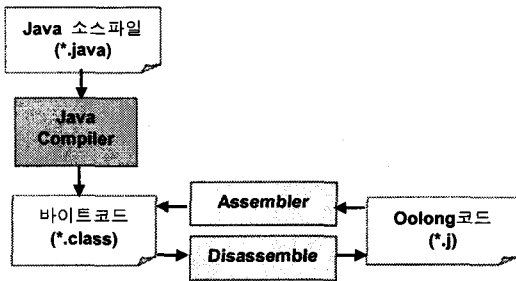 Java 소스파일
(*.java)
Java
Compiler
바이트코드
(*.class)
Assembler
Disassemble
Oolong코드
(*.j)